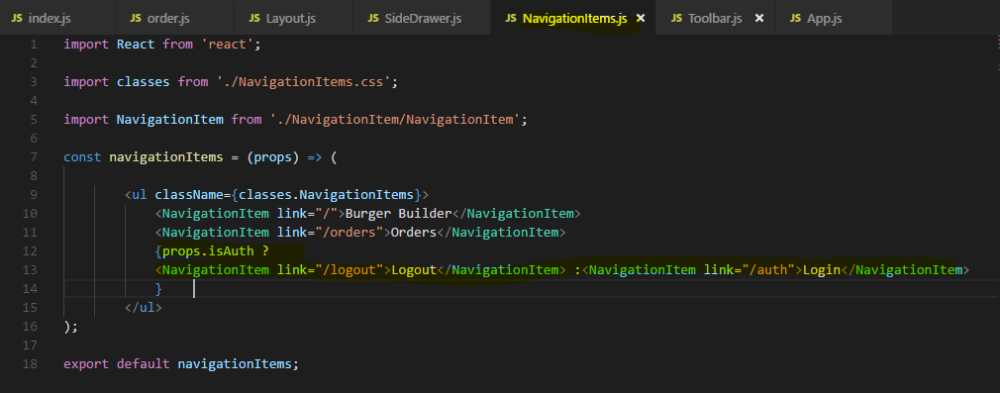 JS index.js JS order.js JS Layout.js JS SideDrawer.js JS NavigationItems.js × JS Toolbar.js × JS App.js
1 import React from 'react';
2
3 import classes from './NavigationItems.css';
4
5 import NavigationItem from './NavigationItem/NavigationItem';
6
7 const navigationItems = (props) => (
8
9 <ul className={classes.NavigationItems}>
10 <NavigationItem link="/">Burger Builder</NavigationItem>
11 <NavigationItem link="/orders">Orders</NavigationItem>
12 {props.isAuth ?
13 <NavigationItem link="/logout">Logout</NavigationItem> :<NavigationItem link="/auth">Login</NavigationItem>
14 }
15 </ul>
16 );
17
18 export default navigationItems;